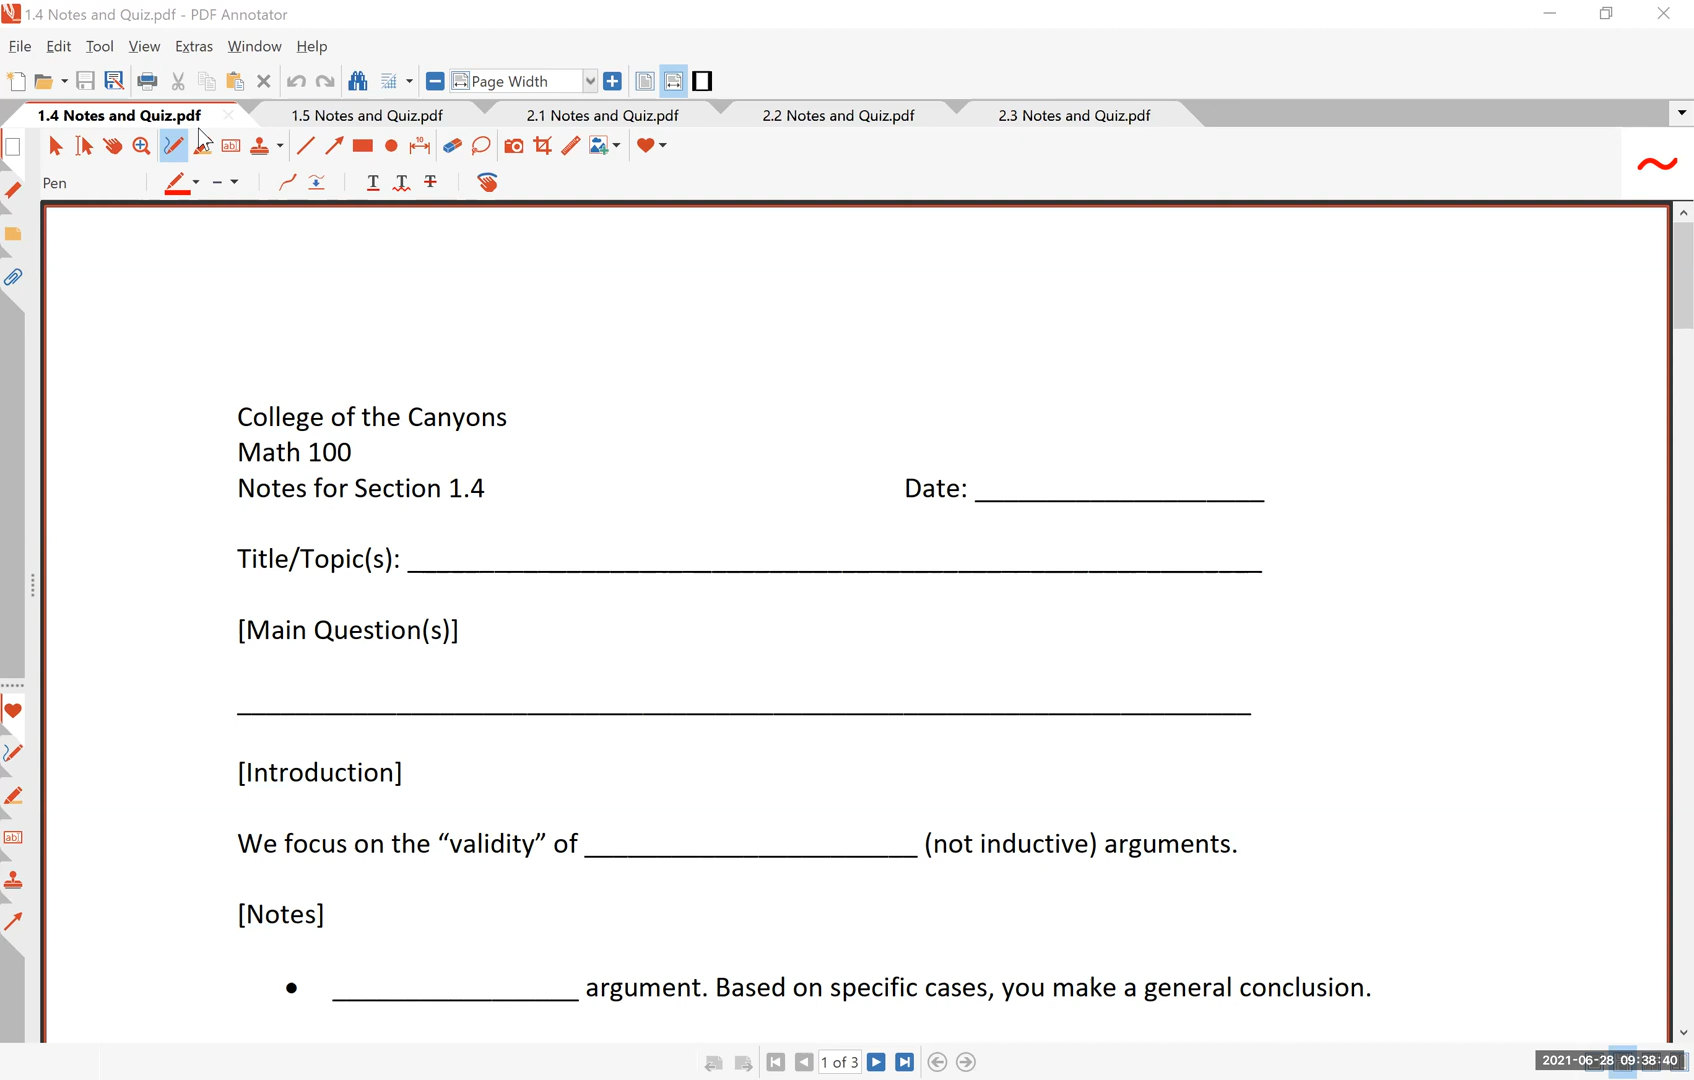 1.4 Notes and Quiz.pdf - PDF Annotator
File Edit Tool View Extras Window Help
Page Width
1.4 Notes and Quiz.pdf 1.5 Notes and Quiz.pdf 2.1 Notes and Quiz.pdf 2.2 Notes and Quiz.pdf 2.3 Notes and Quiz.pdf
Pen
College of the Canyons
Math 100
Notes for Section 1.4 Date: ____________________
Title/Topic(s): ____________________
[Main Question(s)]
____________________
[Introduction]
We focus on the “validity” of ____________________ (not inductive) arguments.
[Notes]
• ____________________ argument. Based on specific cases, you make a general conclusion.
1 of 3
2021-06-28 09:38:40